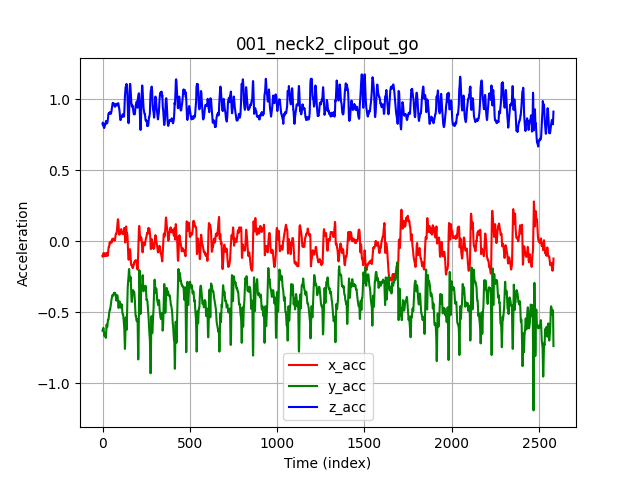 001_neck2_clipout_go
Acceleration
1.0
0.5
0.0
−0.5
−1.0
x_acc
y_acc
z_acc
0 500 1000 1500 2000 2500
Time (index)